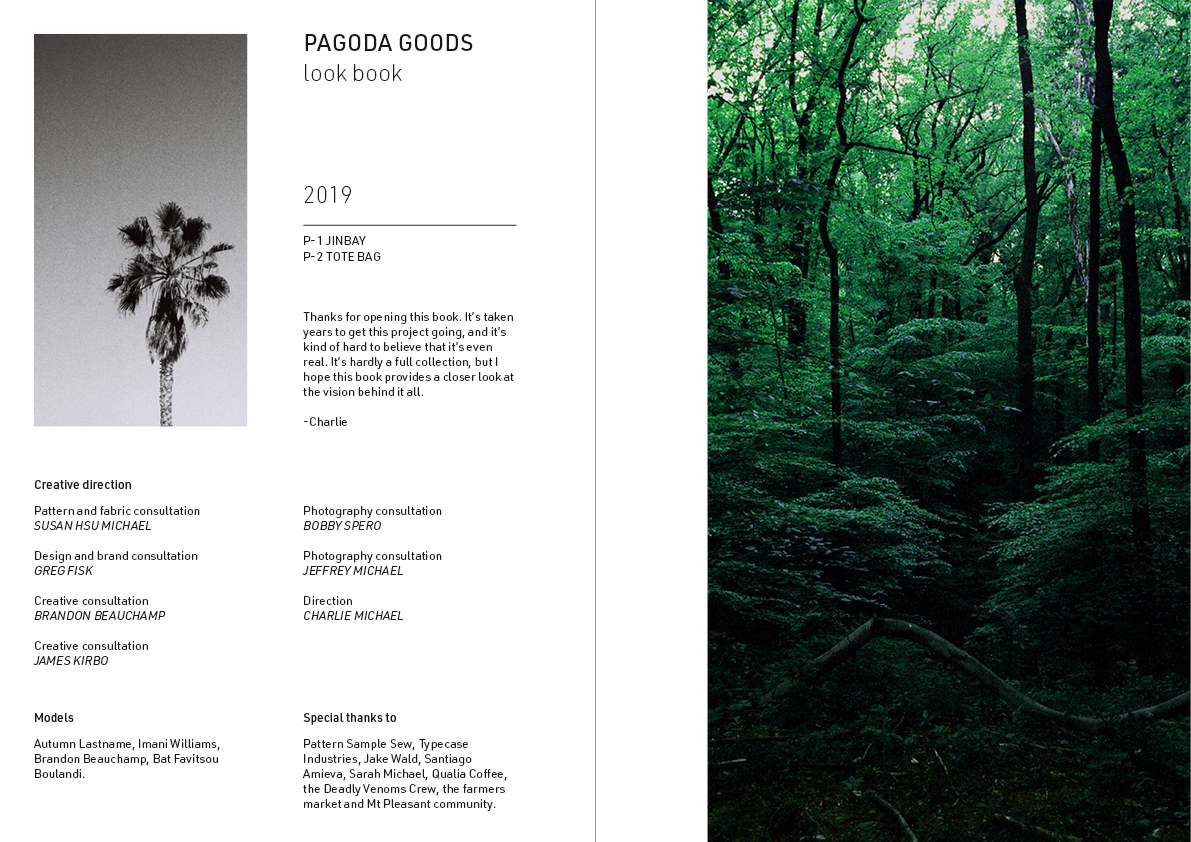 PAGODA GOODS
look book
2019
P-1 JINBAY
P-2 TOTE BAG
Thanks for opening this book. It's taken
years to get this project going, and it's
kind of hard to believe that it's even
real. It's hardly a full collection, but I
hope this book provides a closer look at
the vision behind it all.
-Charlie
Creative direction
Pattern and fabric consultation
SUSAN HSU MICHAEL
Design and brand consultation
GREG FISK
Creative consultation
BRANDON BEAUCHAMP
Creative consultation
JAMES KIRBO
Photography consultation
BOBBY SPERO
Photography consultation
JEFFREY MICHAEL
Direction
CHARLIE MICHAEL
Models
Autumn Lastname, Imani Williams,
Brandon Beauchamp, Bat Favitsou
Boulandi.
Special thanks to
Pattern Sample Sew, Typecase
Industries, Jake Wald, Santiago
Amieva, Sarah Michael, Qualia Coffee,
the Deadly Venoms Crew, the farmers
market and Mt Pleasant community.